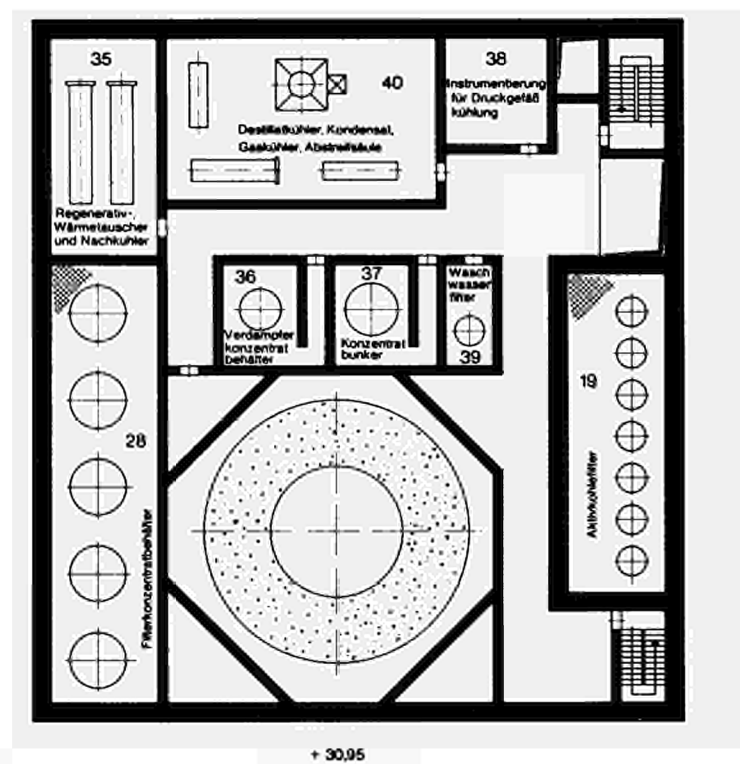 35
Regenerativ-,
Wärmetauscher
und Nachkühler
40
Destillatkühler, Kondensat,
Gaskühler, Abstreifsäule
38
Instrumentierung
für Druckgefäß
kühlung
36
Verdampfer
konzentrat
behälter
37
Konzentrat
bunker
Wasch
wasser
filter
39
28
Filterkonzentratbehälter
19
Aktivkohlefilter
+ 30,95